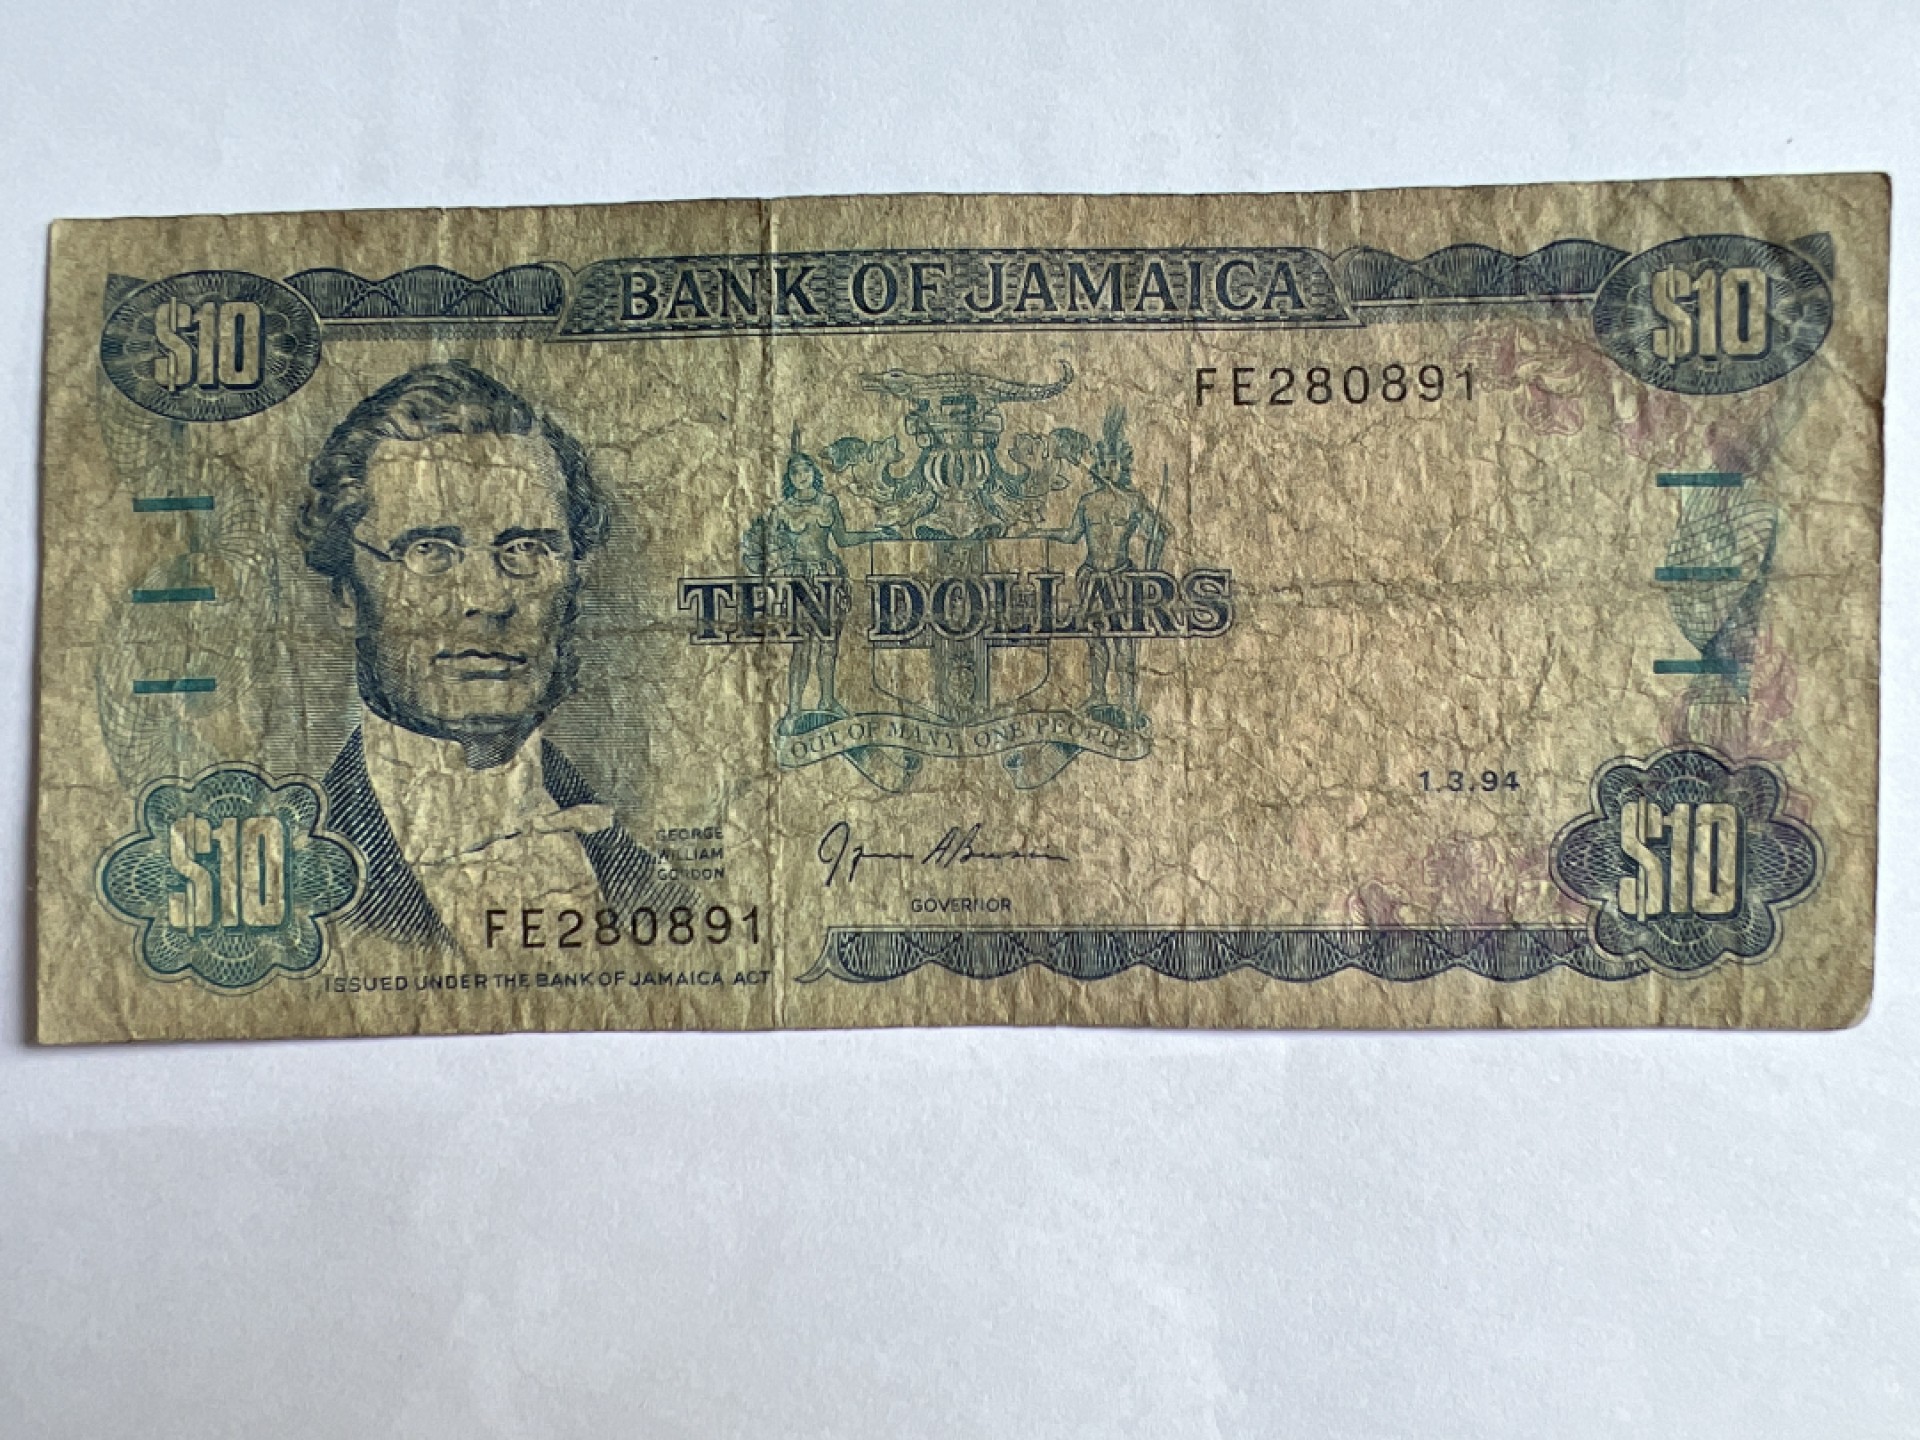 BANK OF JAMAICA
$10
$10
FE280891
TEN DOLLARS
OUT OF MANY, ONE PEOPLE
1.3.94
$10
$10
GEORGE
WILLIAM
GORDON
GOVERNOR
FE280891
ISSUED UNDER THE BANK OF JAMAICA ACT